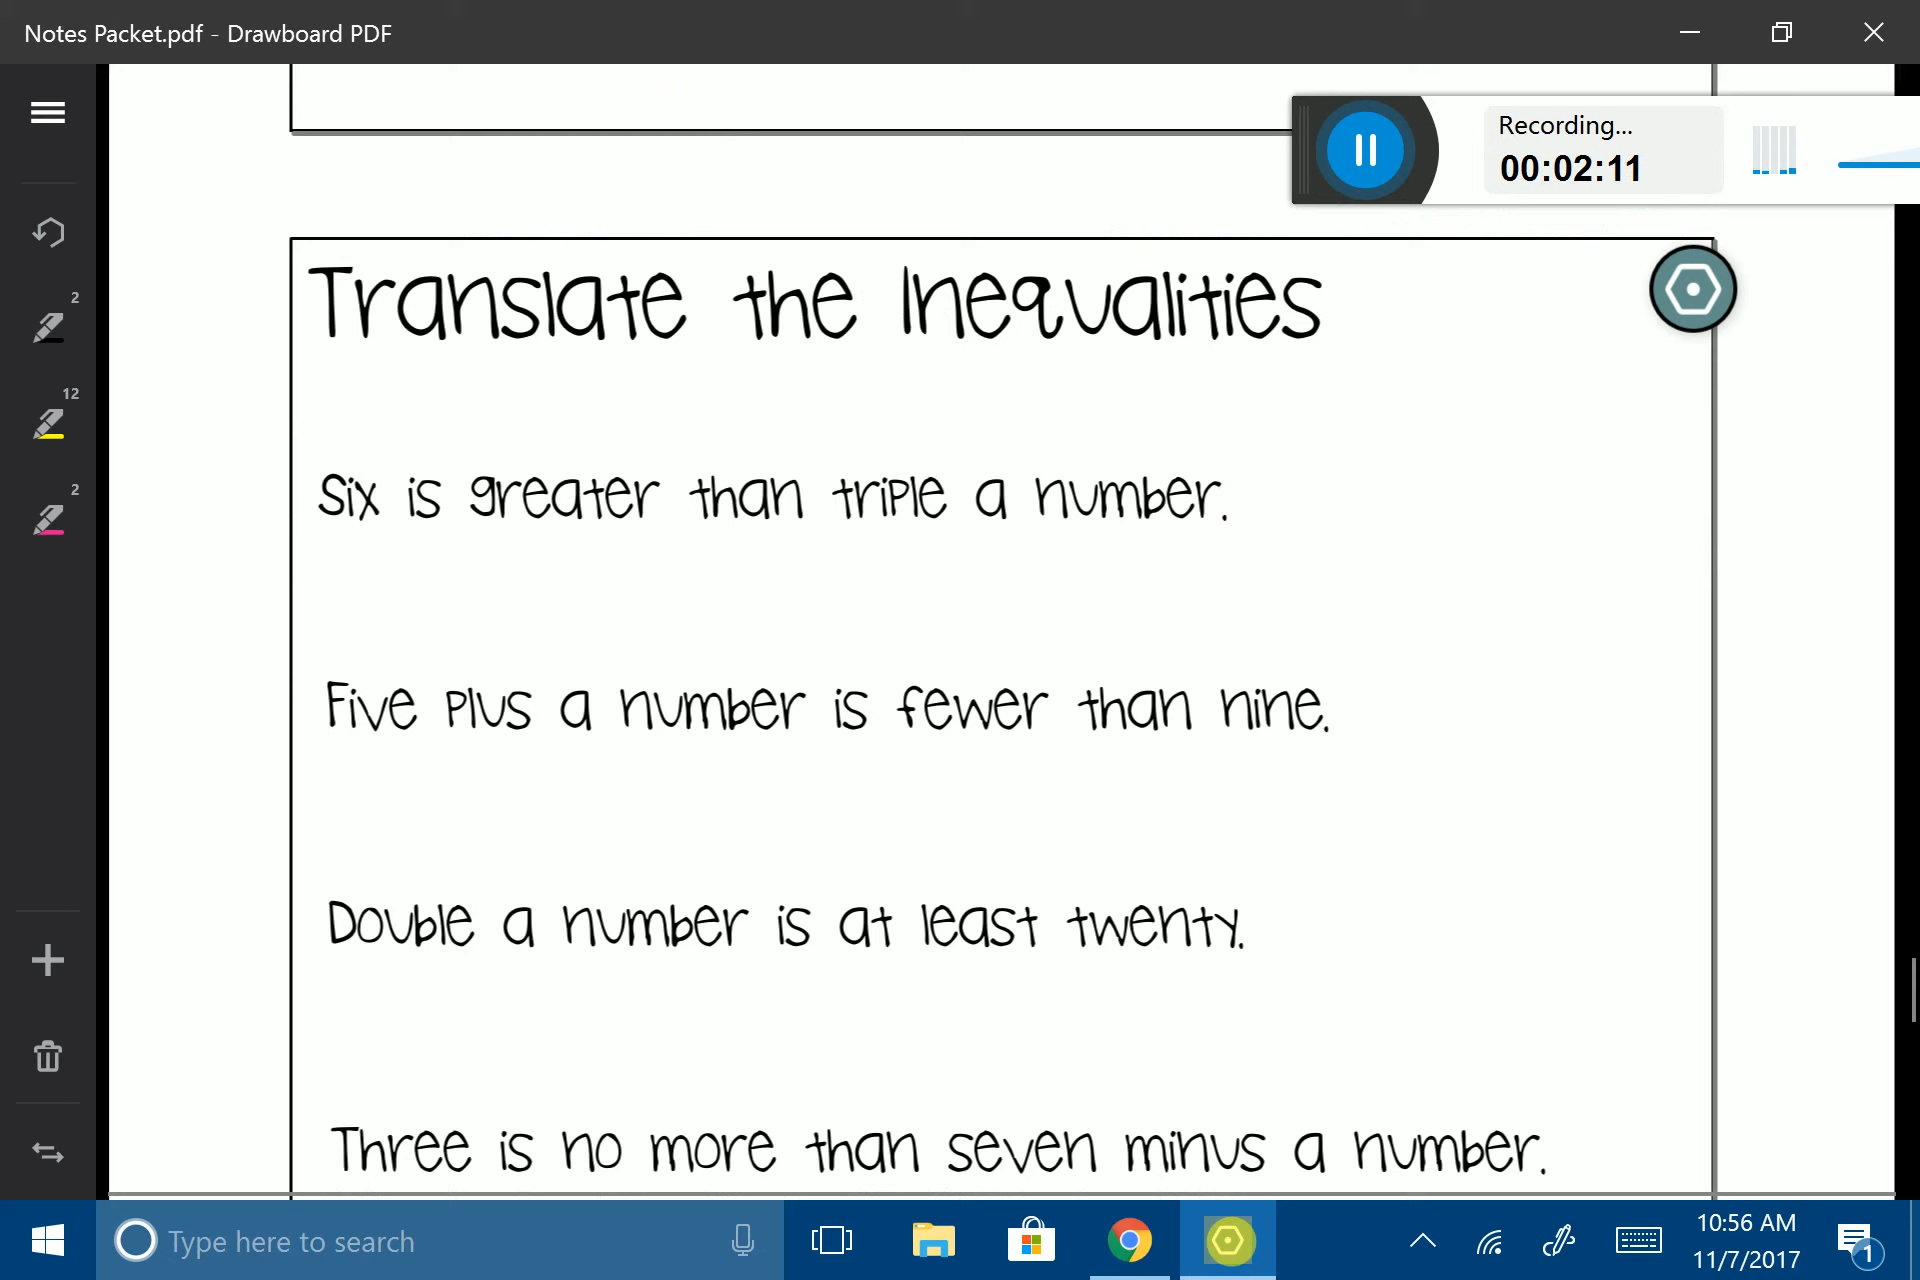 Notes Packet.pdf - Drawboard PDF
Recording...
00:02:11
2
12
2
Translate the Inequalities
Six is greater than triple a number.
Five plus a number is fewer than nine.
Double a number is at least twenty.
Three is no more than seven minus a number.
Type here to search
10:56 AM
11/7/2017
1